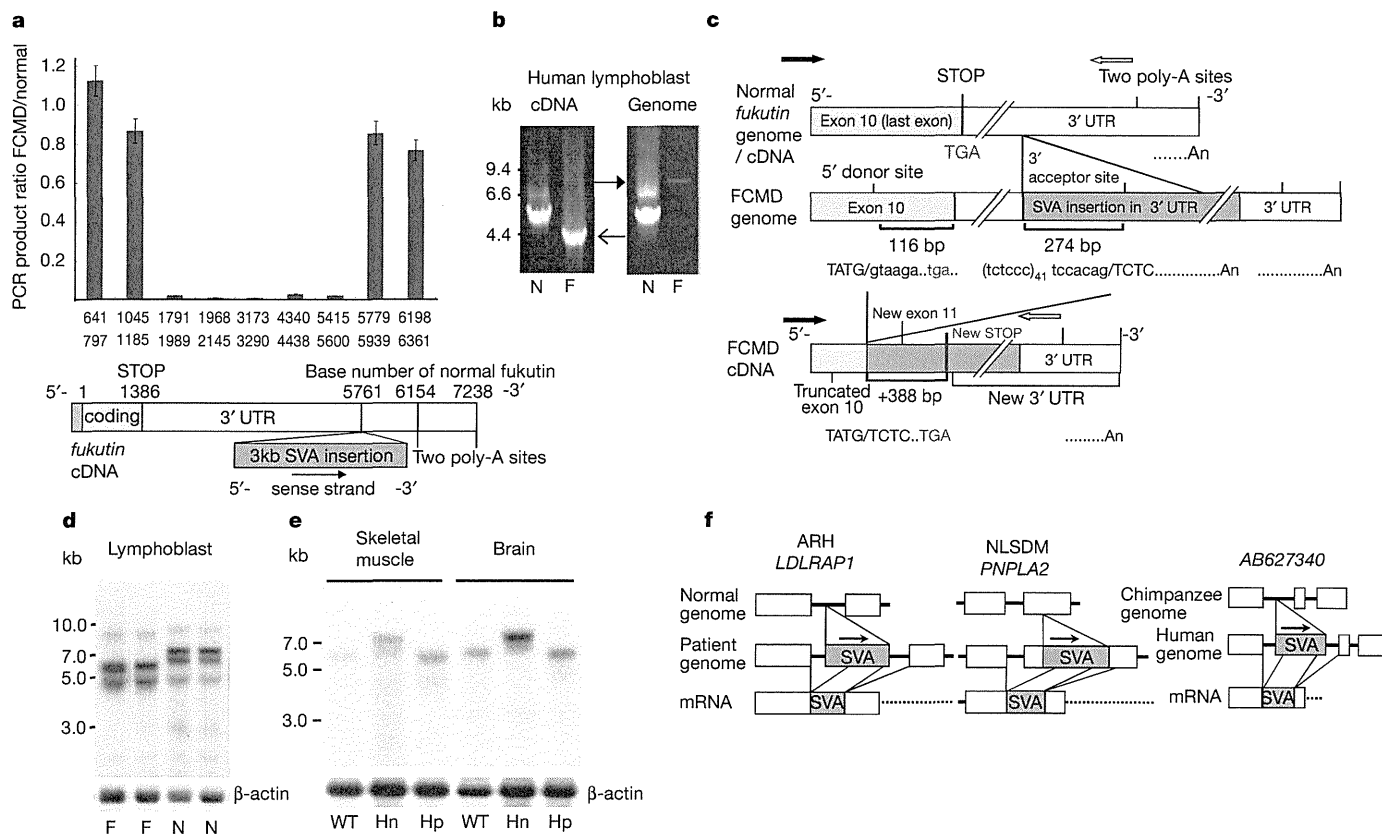 a
PCR product ratio FCMD/normal
1.2
1.0
0.8
0.6
0.4
0.2
641 1045 1791 1968 3173 4340 5415 5779 6198
797 1185 1989 2145 3290 4438 5600 5939 6361
STOP Base number of normal fukutin
5′- 1 1386 5761 6154 7238 -3′
coding 3′ UTR
fukutin
cDNA
3kb SVA insertion
Two poly-A sites
5′- sense strand -3′
b
Human lymphoblast
kb cDNA Genome
9.4
6.6
4.4
N F N F
c
STOP Two poly-A sites
Normal
fukutin
genome
/ cDNA
5′- -3′
Exon 10 (last exon) 3′ UTR
TGA .......An
5′ donor site 3′
acceptor site
FCMD
genome
Exon 10 SVA insertion in 3′ UTR 3′ UTR
116 bp 274 bp
TATG/gtaaga..tga.. (tctccc)41 tccacag/TCTC..............An ..............An
5′- New exon 11 New STOP -3′
FCMD
cDNA
3′ UTR
Truncated
exon 10
+388 bp New 3′ UTR
TATG/TCTC..TGA .........An
d
kb Lymphoblast
10.0
7.0
5.0
3.0
β-actin
F F N N
e
kb Skeletal
muscle
Brain
7.0
5.0
3.0
β-actin
WT Hn Hp WT Hn Hp
f
ARH
LDLRAP1
NLSDM
PNPLA2
AB627340
Normal
genome
Chimpanzee
genome
Patient
genome
SVA SVA
Human
genome
SVA
mRNA SVA SVA
mRNA SVA